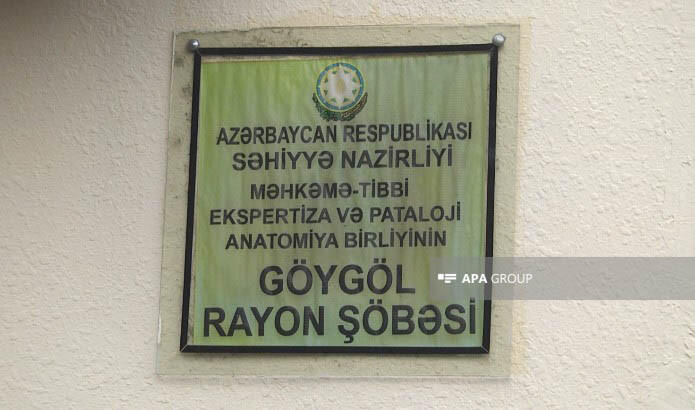 AZƏRBAYCAN RESPUBLİKASI
SƏHİYYƏ NAZİRLİYİ
MƏHKƏMƏ-TİBBİ
EKSPERTİZA VƏ PATALOJİ
ANATOMİYA BİRLİYİNİN
GÖYGÖL
APA GROUP
RAYON ŞÖBƏSİ